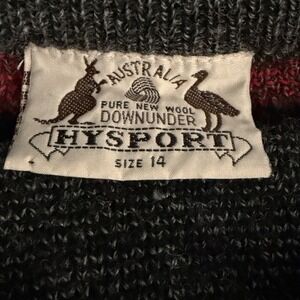 AUSTRALIA
PURE NEW WOOL
DOWNUNDER
HYSPORT
SIZE 14